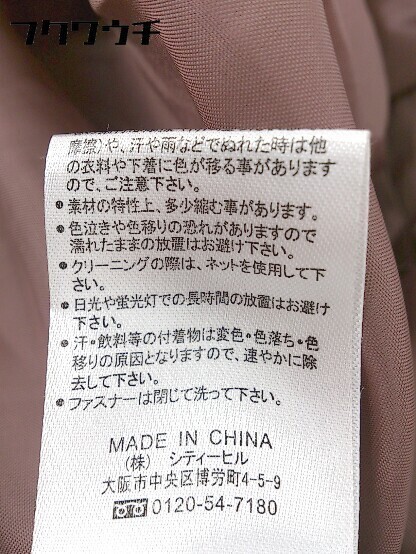 フクワウチ
摩擦)や、汗や雨などでぬれた時は他
の衣料や下着に色が移る事があります
ので、ご注意下さい。
●素材の特性上、多少縮む事があります。
●色泣きや色移りの恐れがありますので
濡れたままの放置はお避け下さい。
●クリーニングの際は、ネットを使用して下
さい。
●日光や蛍光灯での長時間の放置はお避け
下さい。
●汗・飲料等の付着物は変色・色落ち・色
移りの原因となりますので、速やかに除
去して下さい。
●ファスナーは閉じて洗って下さい。
MADE IN CHINA
(株) シティーヒル
大阪市中央区博労町4-5-9
0120-54-7180